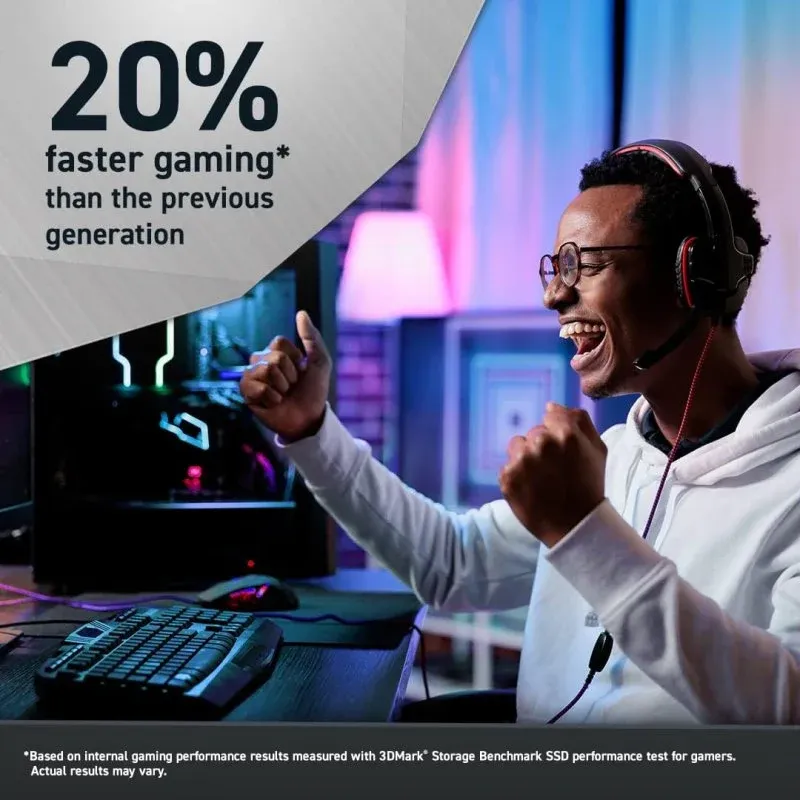 20%
faster gaming*
than the previous
generation
*Based on internal gaming performance results measured with 3DMark® Storage Benchmark SSD performance test for gamers.
Actual results may vary.